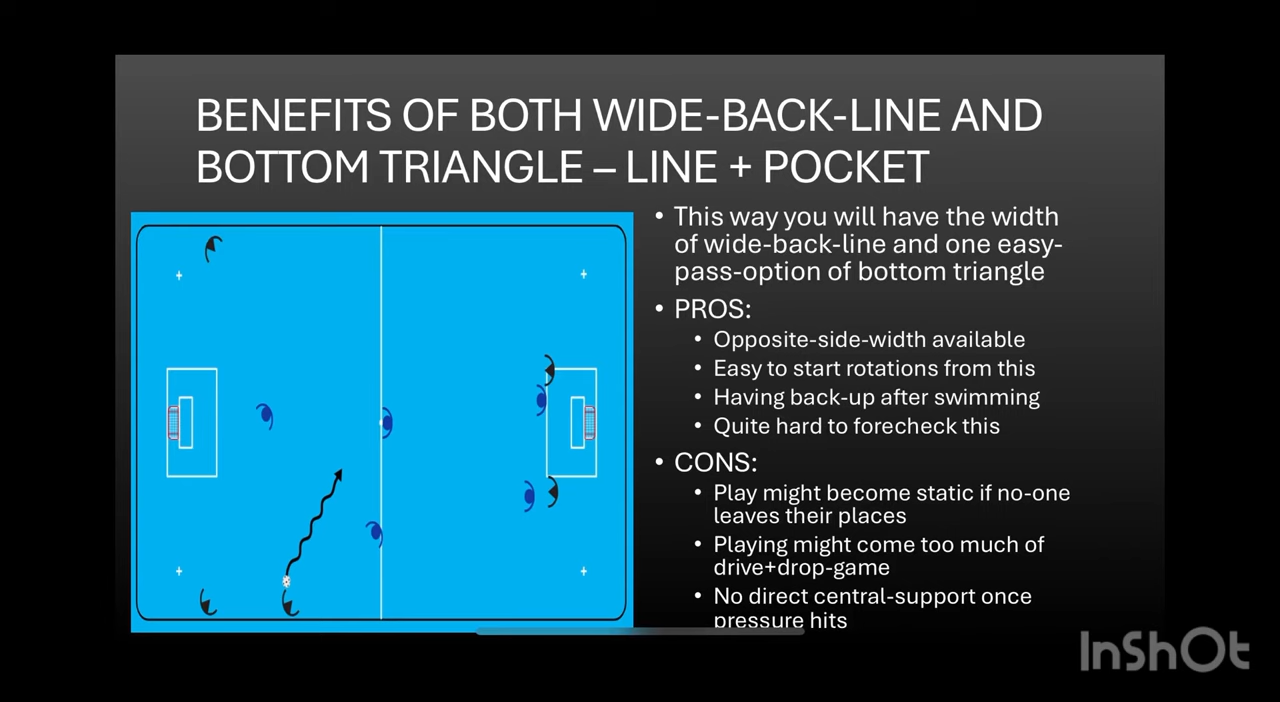 BENEFITS OF BOTH WIDE-BACK-LINE AND
BOTTOM TRIANGLE – LINE + POCKET
• This way you will have the width
of wide-back-line and one easy-
pass-option of bottom triangle
• PROS:
• Opposite-side-width available
• Easy to start rotations from this
• Having back-up after swimming
• Quite hard to forecheck this
• CONS:
• Play might become static if no-one
leaves their places
• Playing might come too much of
drive+drop-game
• No direct central-support once
pressure hits
InShOt